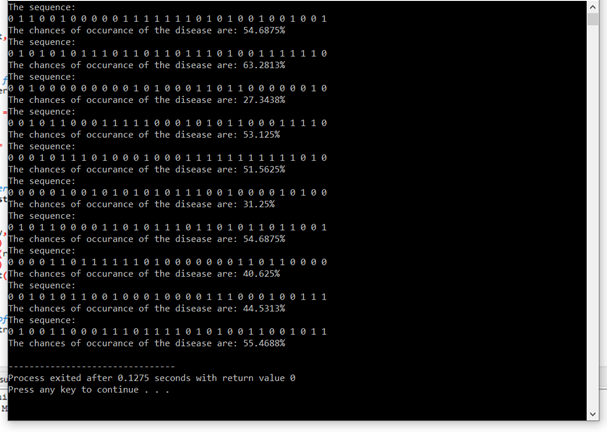 The sequence:
0 1 1 0 0 1 0 0 0 0 0 1 1 1 1 1 1 1 0 1 0 1 0 0 1 0 0 1 0 0 1
The chances of occurance of the disease are: 54.6875%
The sequence:
0 1 0 1 0 1 0 1 1 1 0 1 1 0 1 1 0 1 1 1 0 1 0 0 1 1 1 1 1 1 0
The chances of occurance of the disease are: 63.2813%
The sequence:
0 0 1 0 0 0 0 0 0 0 0 0 1 0 1 0 0 0 1 1 0 1 1 0 0 0 0 0 0 1 0
The chances of occurance of the disease are: 27.3438%
The sequence:
0 0 1 0 1 1 0 0 0 1 1 1 1 1 0 0 0 1 0 1 0 1 1 0 0 0 1 1 1 1 0
The chances of occurance of the disease are: 53.125%
The sequence:
0 0 0 1 0 1 1 1 0 1 0 0 0 1 0 0 0 1 1 1 1 1 1 1 1 1 1 1 0 1 0
The chances of occurance of the disease are: 51.5625%
The sequence:
0 0 0 0 0 1 0 0 1 0 1 0 1 0 1 0 1 1 1 0 0 1 0 0 0 0 1 0 1 0 0
The chances of occurance of the disease are: 31.25%
The sequence:
0 1 0 1 1 0 0 0 0 1 1 0 1 0 1 1 1 0 1 1 0 1 0 1 1 0 1 1 0 0 1
The chances of occurance of the disease are: 54.6875%
The sequence:
0 0 0 0 1 1 0 1 1 1 1 1 1 0 1 0 0 0 0 0 0 0 1 1 0 1 1 0 0 0 0
The chances of occurance of the disease are: 40.625%
The sequence:
0 0 1 0 1 0 1 1 0 0 1 0 0 0 1 0 0 0 0 1 1 1 0 0 0 1 0 0 1 1 1
The chances of occurance of the disease are: 44.5313%
The sequence:
0 1 0 0 1 1 0 0 0 1 1 1 0 1 1 1 1 0 1 0 1 0 0 1 1 0 0 1 0 1 1
The chances of occurance of the disease are: 55.4688%
--------------------------------
Process exited after 0.1275 seconds with return value 0
Press any key to continue . . .